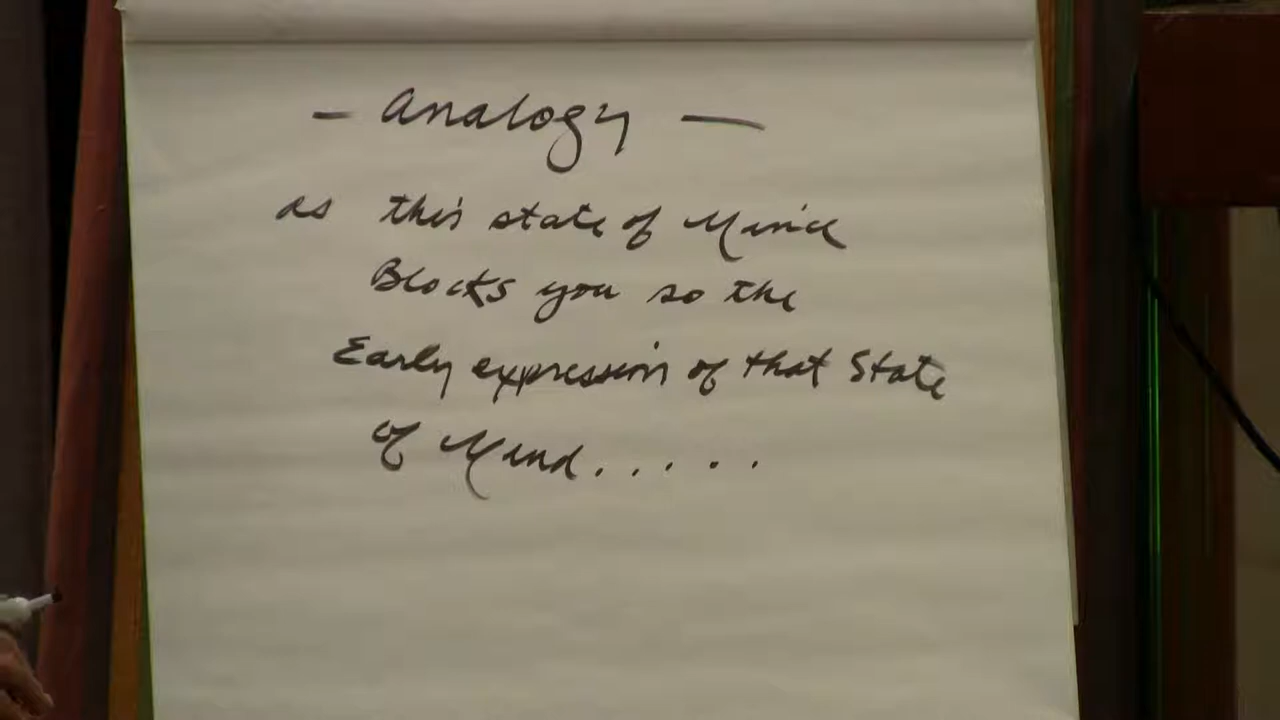 - Analogy -
as this state of Mind
Blocks you so the
Early expression of that State
of Mind.....